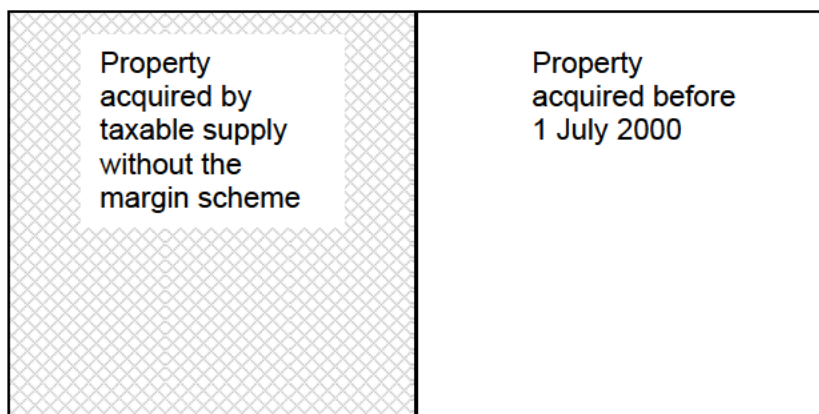 Property
acquired by
taxable supply
without the
margin scheme
Property
acquired before
1 July 2000